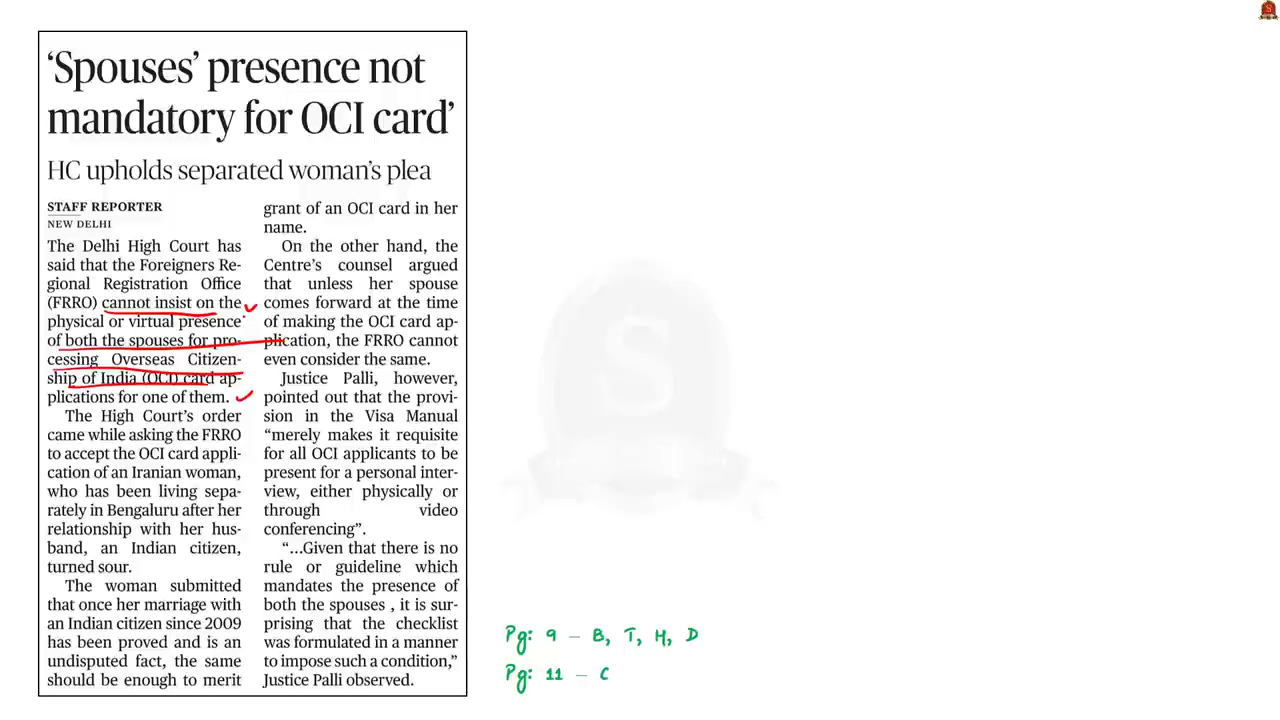 ‘Spouses’ presence not
mandatory for OCI card’
HC upholds separated woman’s plea
STAFF REPORTER
NEW DELHI
The Delhi High Court has
said that the Foreigners Re-
gional Registration Office
(FRRO) cannot insist on the
physical or virtual presence
of both the spouses for pro-
cessing Overseas Citizen-
ship of India (OCI) card ap-
plications for one of them.
The High Court’s order
came while asking the FRRO
to accept the OCI card appli-
cation of an Iranian woman,
who has been living sepa-
rately in Bengaluru after her
relationship with her hus-
band, an Indian citizen,
turned sour.
The woman submitted
that once her marriage with
an Indian citizen since 2009
has been proved and is an
undisputed fact, the same
should be enough to merit
grant of an OCI card in her
name.
On the other hand, the
Centre’s counsel argued
that unless her spouse
comes forward at the time
of making the OCI card ap-
plication, the FRRO cannot
even consider the same.
Justice Palli, however,
pointed out that the provi-
sion in the Visa Manual
“merely makes it requisite
for all OCI applicants to be
present for a personal inter-
view, either physically or
through video
conferencing”.
“...Given that there is no
rule or guideline which
mandates the presence of
both the spouses , it is sur-
prising that the checklist
was formulated in a manner
to impose such a condition,”
Justice Palli observed.
Pg: 9 – B, T, H, D
Pg: 11 – C
S
S